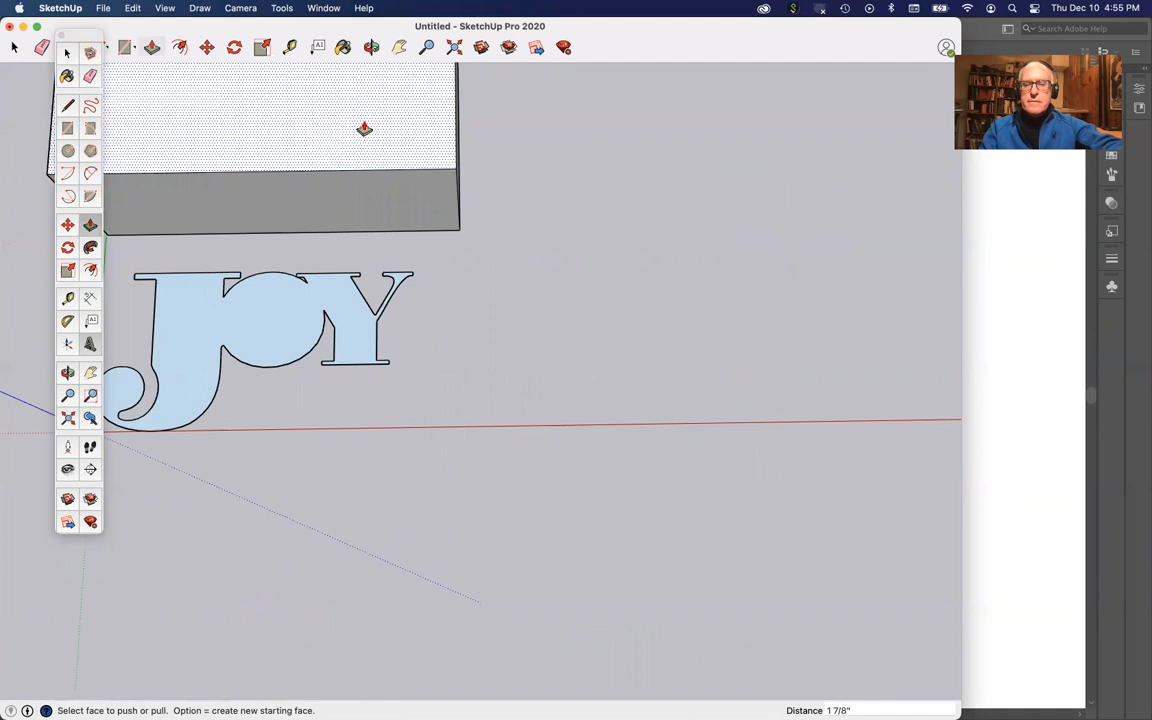 SketchUp File Edit View Draw Camera Tools Window Help
Thu Dec 10 4:55 PM
Untitled - SketchUp Pro 2020
Search Adobe Help
JOY
Select face to push or pull. Option = create new starting face.
Distance 1 7/8"